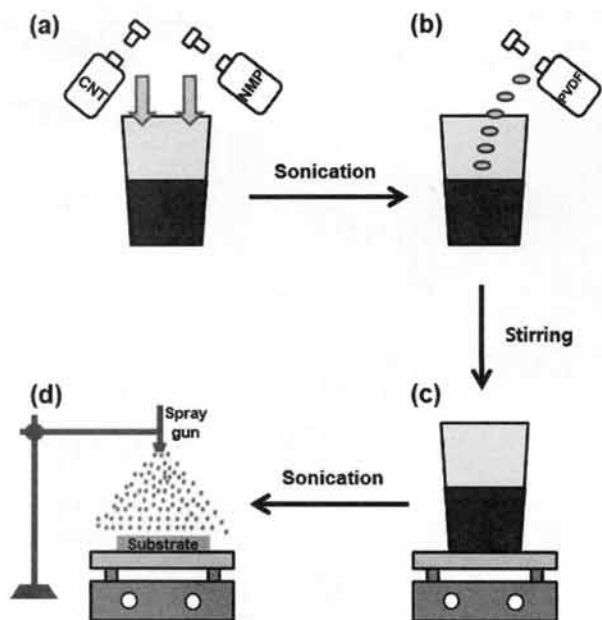 (a)
CNT
NMP
Sonication
(b)
PVDF
Stirring
(d)
Spray
gun
Substrate
Sonication
(c)